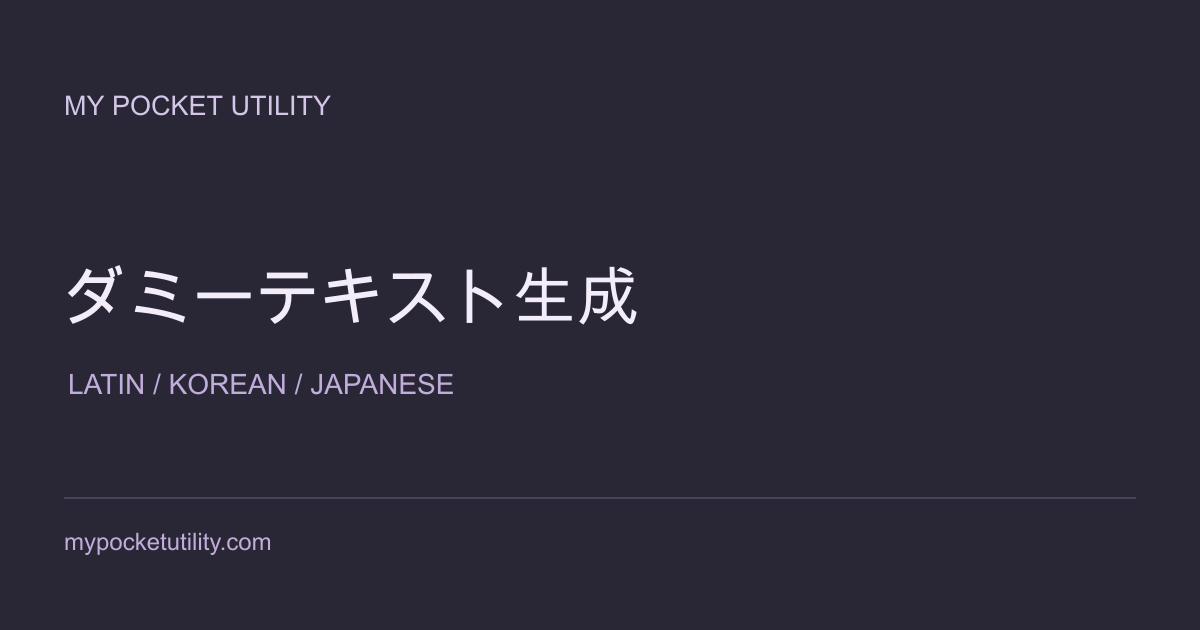 MY POCKET UTILITY
ダミーテキスト生成
LATIN / KOREAN / JAPANESE
mypocketutility.com